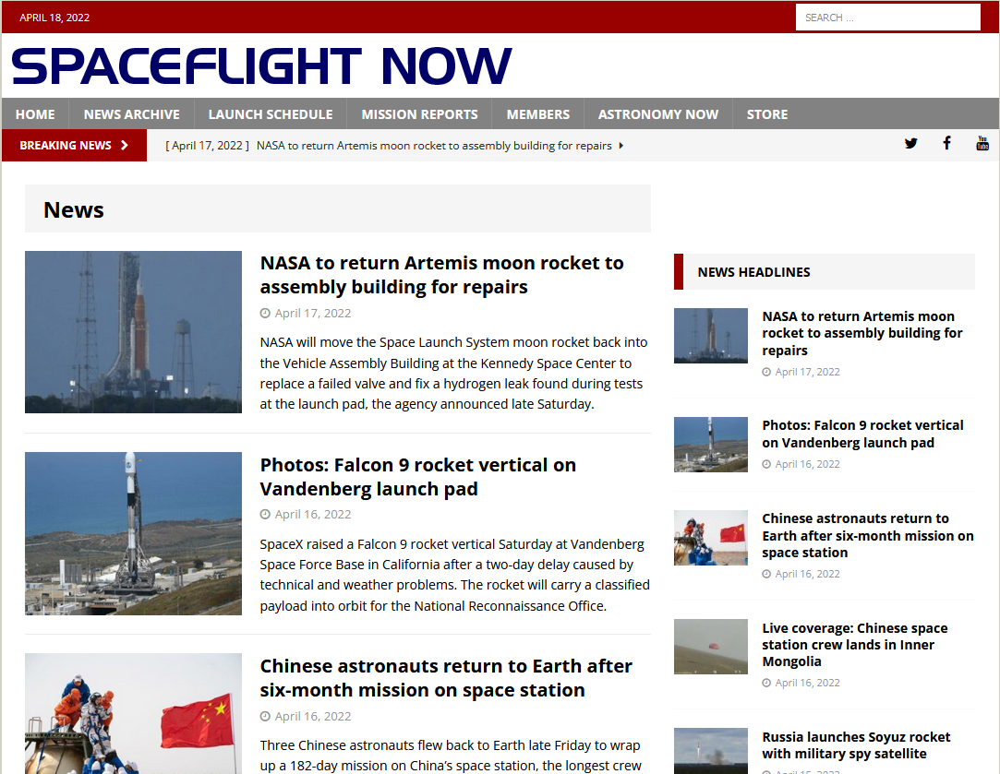 APRIL 18, 2022
SEARCH ...
SPACEFLIGHT NOW
HOME
NEWS ARCHIVE
LAUNCH SCHEDULE
MISSION REPORTS
MEMBERS
ASTRONOMY NOW
STORE
BREAKING NEWS
[ April 17, 2022 ] NASA to return Artemis moon rocket to assembly building for repairs
You
Tube
News
NASA to return Artemis moon rocket to
assembly building for repairs
April 17, 2022
NASA will move the Space Launch System moon rocket back into
the Vehicle Assembly Building at the Kennedy Space Center to
replace a failed valve and fix a hydrogen leak found during tests
at the launch pad, the agency announced late Saturday.
Photos: Falcon 9 rocket vertical on
Vandenberg launch pad
April 16, 2022
SpaceX raised a Falcon 9 rocket vertical Saturday at Vandenberg
Space Force Base in California after a two-day delay caused by
technical and weather problems. The rocket will carry a classified
payload into orbit for the National Reconnaissance Office.
Chinese astronauts return to Earth after
six-month mission on space station
April 16, 2022
Three Chinese astronauts flew back to Earth late Friday to wrap
up a 182-day mission on China's space station, the longest crew
NEWS HEADLINES
NASA to return Artemis moon
rocket to assembly building for
repairs
April 17, 2022
Photos: Falcon 9 rocket vertical
on Vandenberg launch pad
April 16, 2022
Chinese astronauts return to
Earth after six-month mission on
space station
April 16, 2022
Live coverage: Chinese space
station crew lands in Inner
Mongolia
April 16, 2022
Russia launches Soyuz rocket
with military spy satellite
April 15, 2022